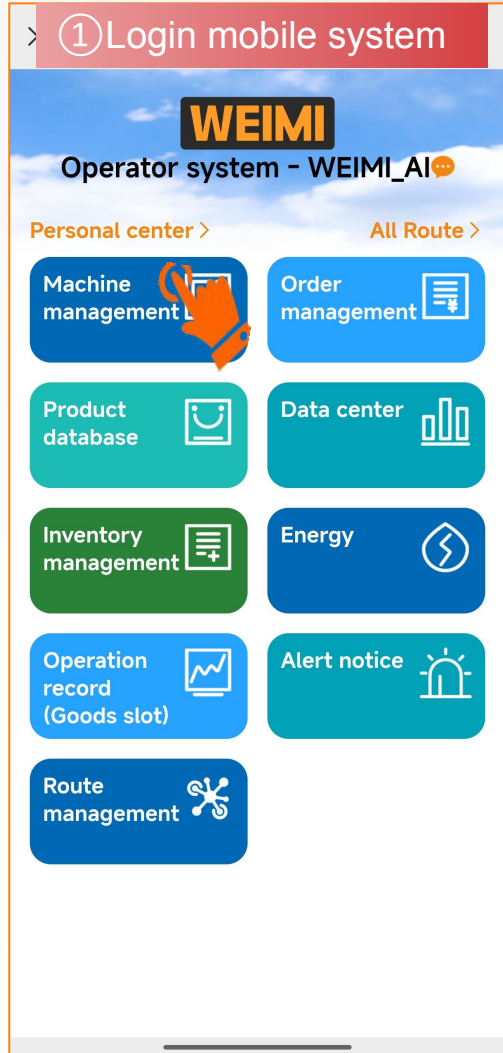 ①Login mobile system
WEIMI
Operator system - WEIMI_AI
Personal center >
All Route >
Machine
management
Order
management
Product
database
Data center
Inventory
management
Energy
Operation
record
(Goods slot)
Alert notice
Route
management